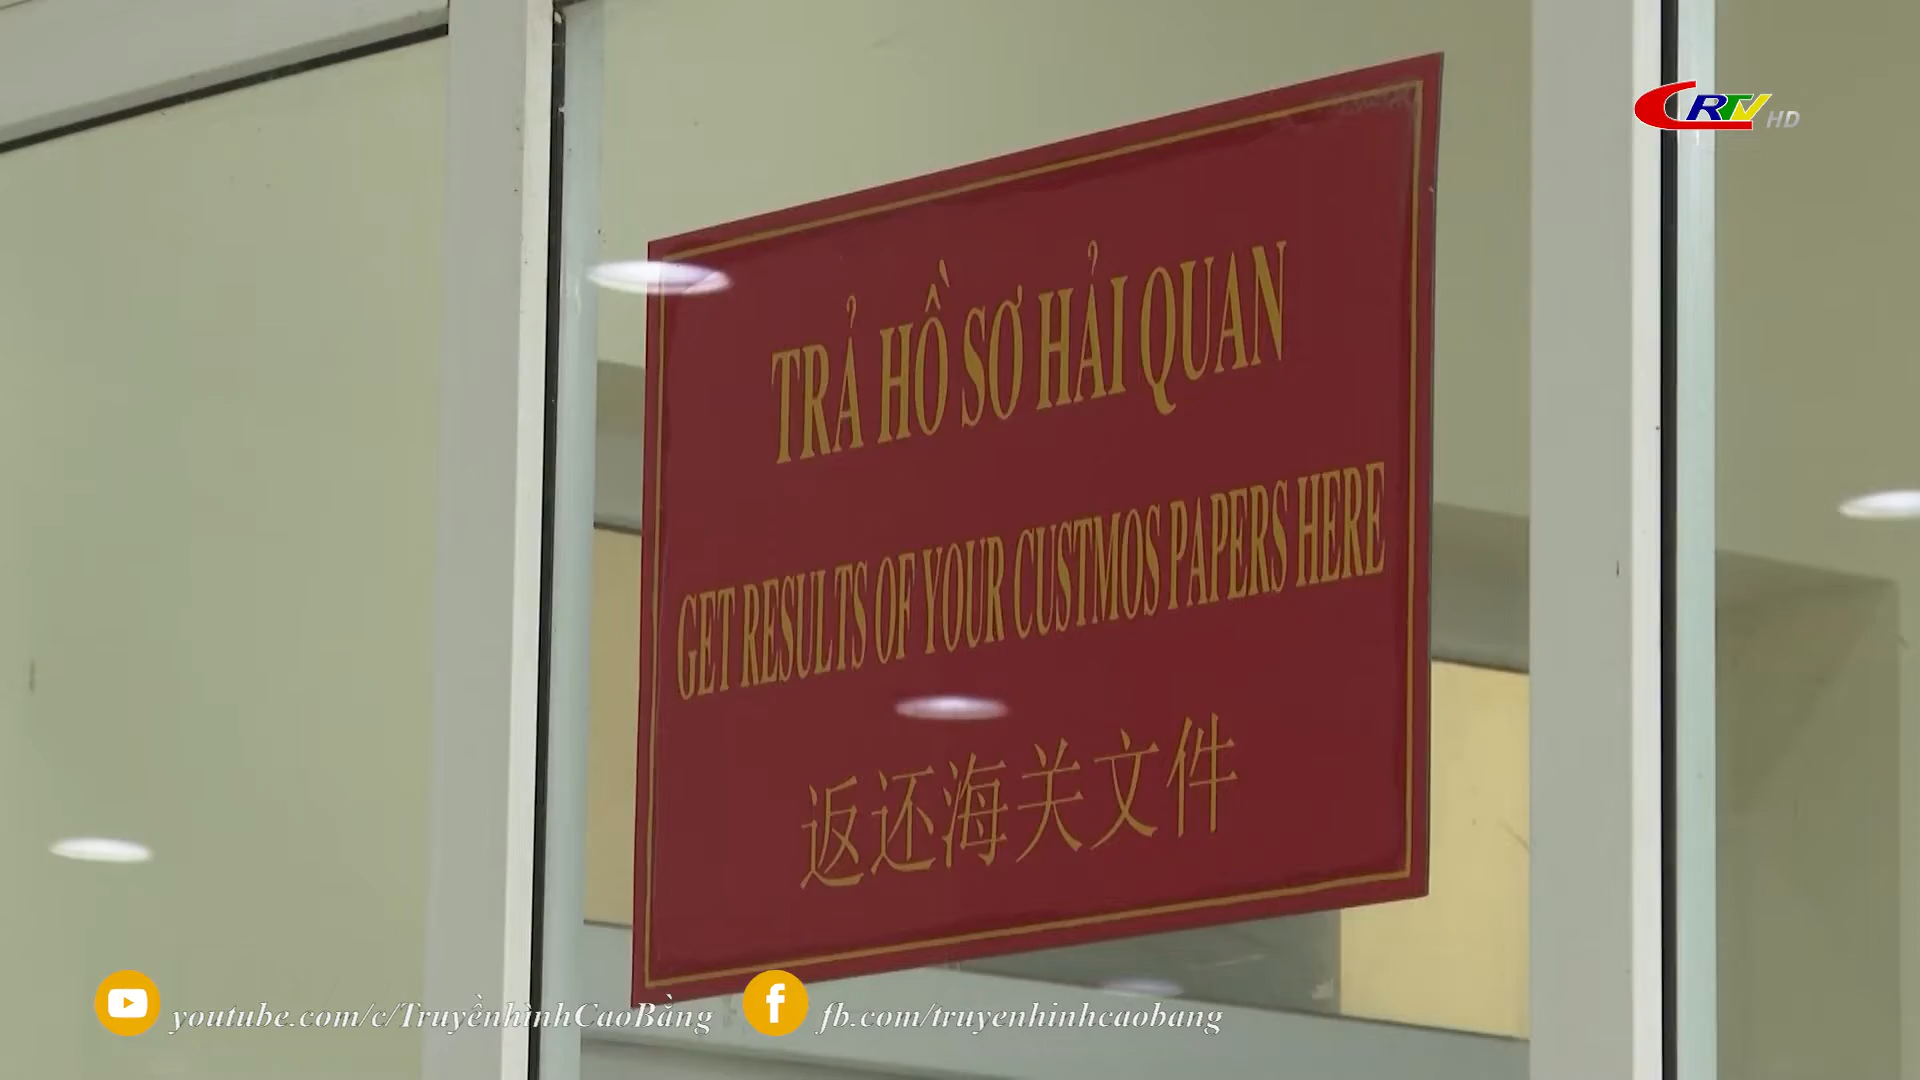 CRTV HD
TRẢ HỒ SƠ HẢI QUAN
GET RESULTS OF YOUR CUSTMOS PAPERS HERE
返还海关文件
youtube.com/c/TruyềnhìnhCaoBằng
fb.com/truyenhinhcaobang